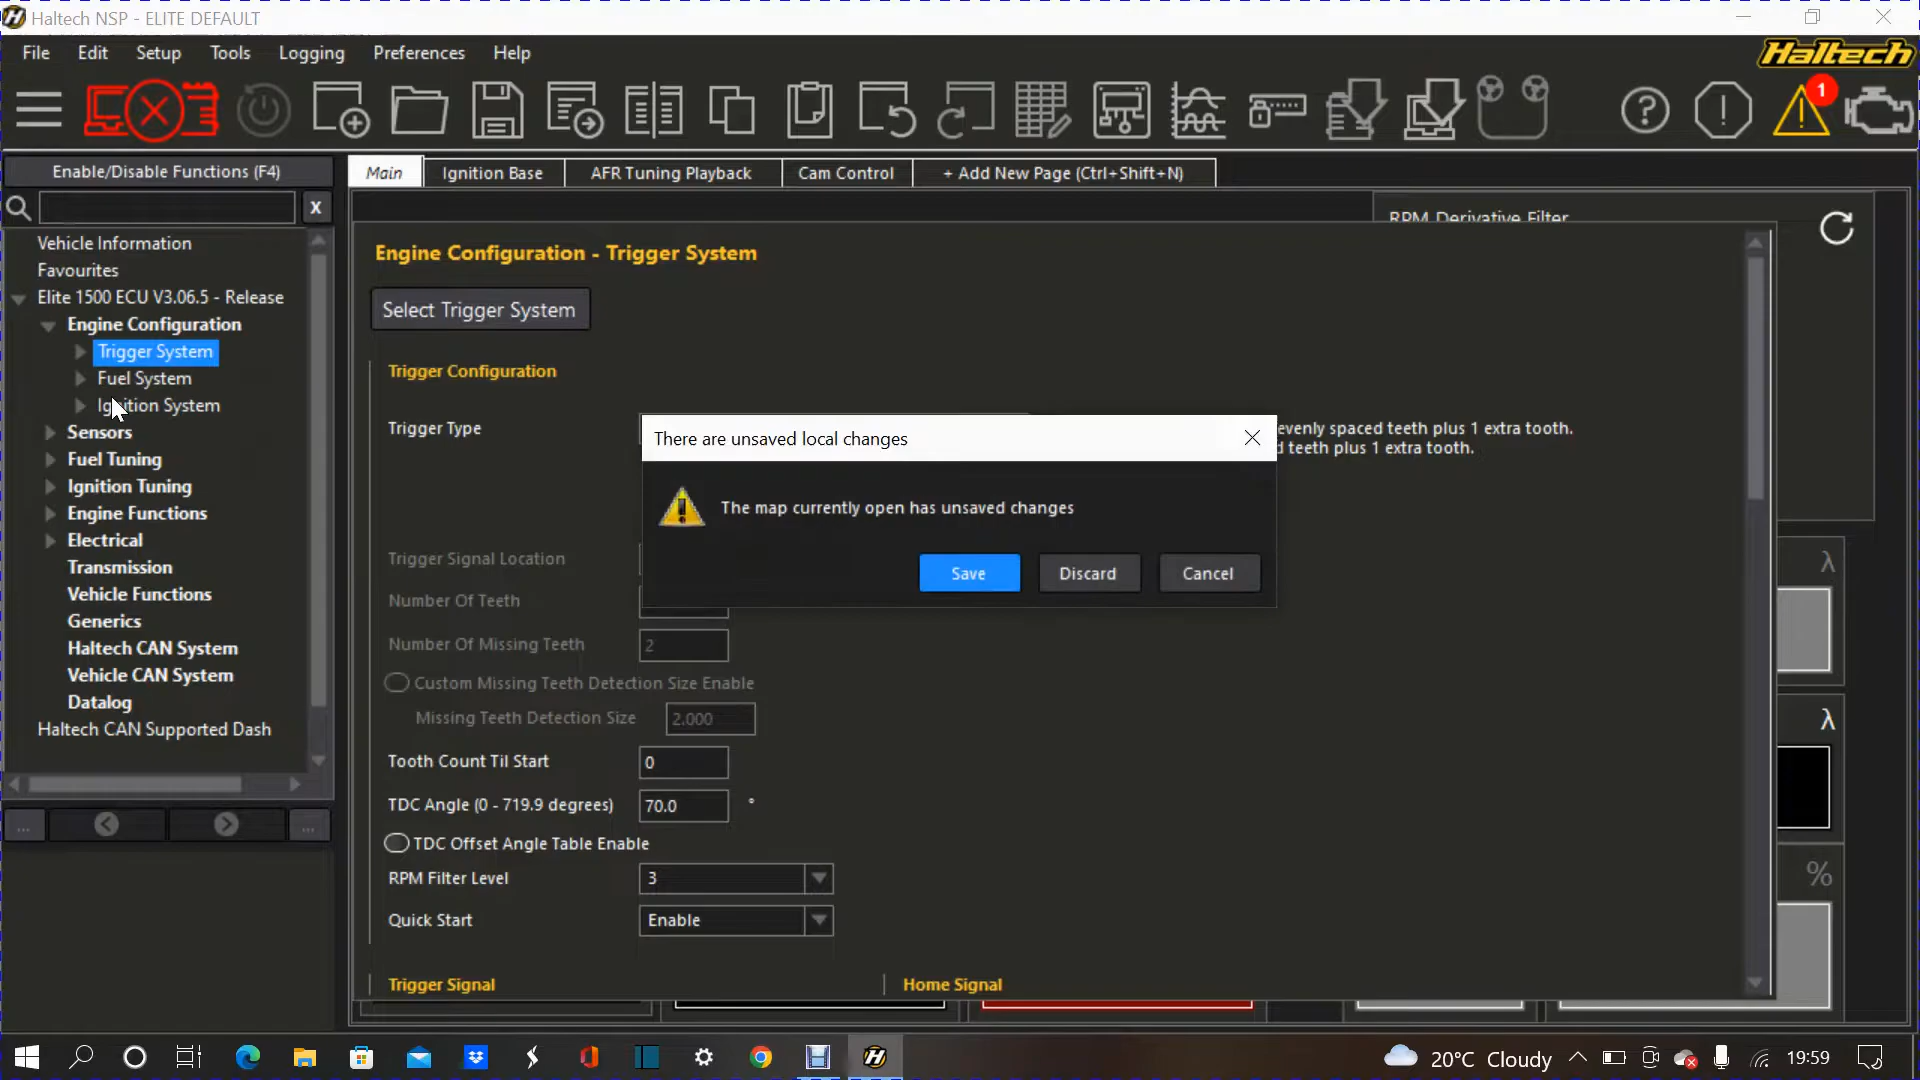 Haltech NSP - ELITE DEFAULT
File Edit Setup Tools Logging Preferences Help
Haltech
1
Enable/Disable Functions (F4)
Main Ignition Base AFR Tuning Playback Cam Control + Add New Page (Ctrl+Shift+N)
X
RPM Derivative Filter
Vehicle Information
Favourites
Elite 1500 ECU V3.06.5 - Release
Engine Configuration
Trigger System
Fuel System
Ignition System
Sensors
Fuel Tuning
Ignition Tuning
Engine Functions
Electrical
Transmission
Vehicle Functions
Generics
Haltech CAN System
Vehicle CAN System
Datalog
Haltech CAN Supported Dash
... ...
Engine Configuration - Trigger System
Select Trigger System
Trigger Configuration
Trigger Type
evenly spaced teeth plus 1 extra tooth.
teeth plus 1 extra tooth.
There are unsaved local changes
The map currently open has unsaved changes
Save Discard Cancel
Trigger Signal Location
Number Of Teeth
Number Of Missing Teeth 2
Custom Missing Teeth Detection Size Enable
Missing Teeth Detection Size 2.000
Tooth Count Til Start 0
TDC Angle (0 - 719.9 degrees) 70.0 °
TDC Offset Angle Table Enable
RPM Filter Level 3
Quick Start Enable
Trigger Signal Home Signal
λ
λ
%
20°C Cloudy 19:59